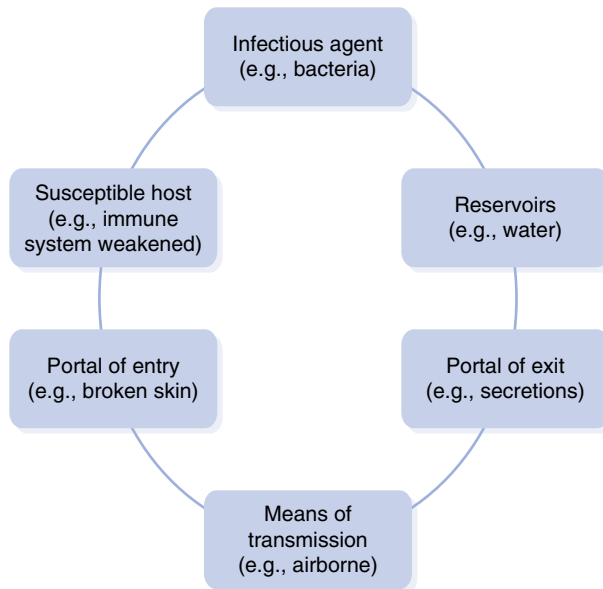 Infectious agent
(e.g., bacteria)
Reservoirs
(e.g., water)
Portal of exit
(e.g., secretions)
Means of
transmission
(e.g., airborne)
Portal of entry
(e.g., broken skin)
Susceptible host
(e.g., immune
system weakened)